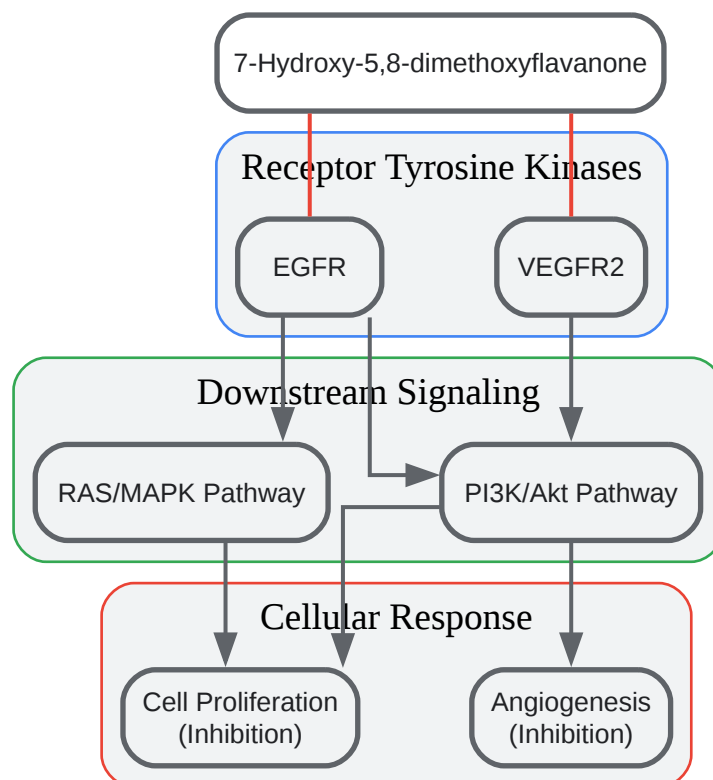 7-Hydroxy-5,8-dimethoxyflavanone
Receptor Tyrosine Kinases
EGFR
VEGFR2
Downstream Signaling
RAS/MAPK Pathway
PI3K/Akt Pathway
Cellular Response
Cell Proliferation
(Inhibition)
Angiogenesis
(Inhibition)